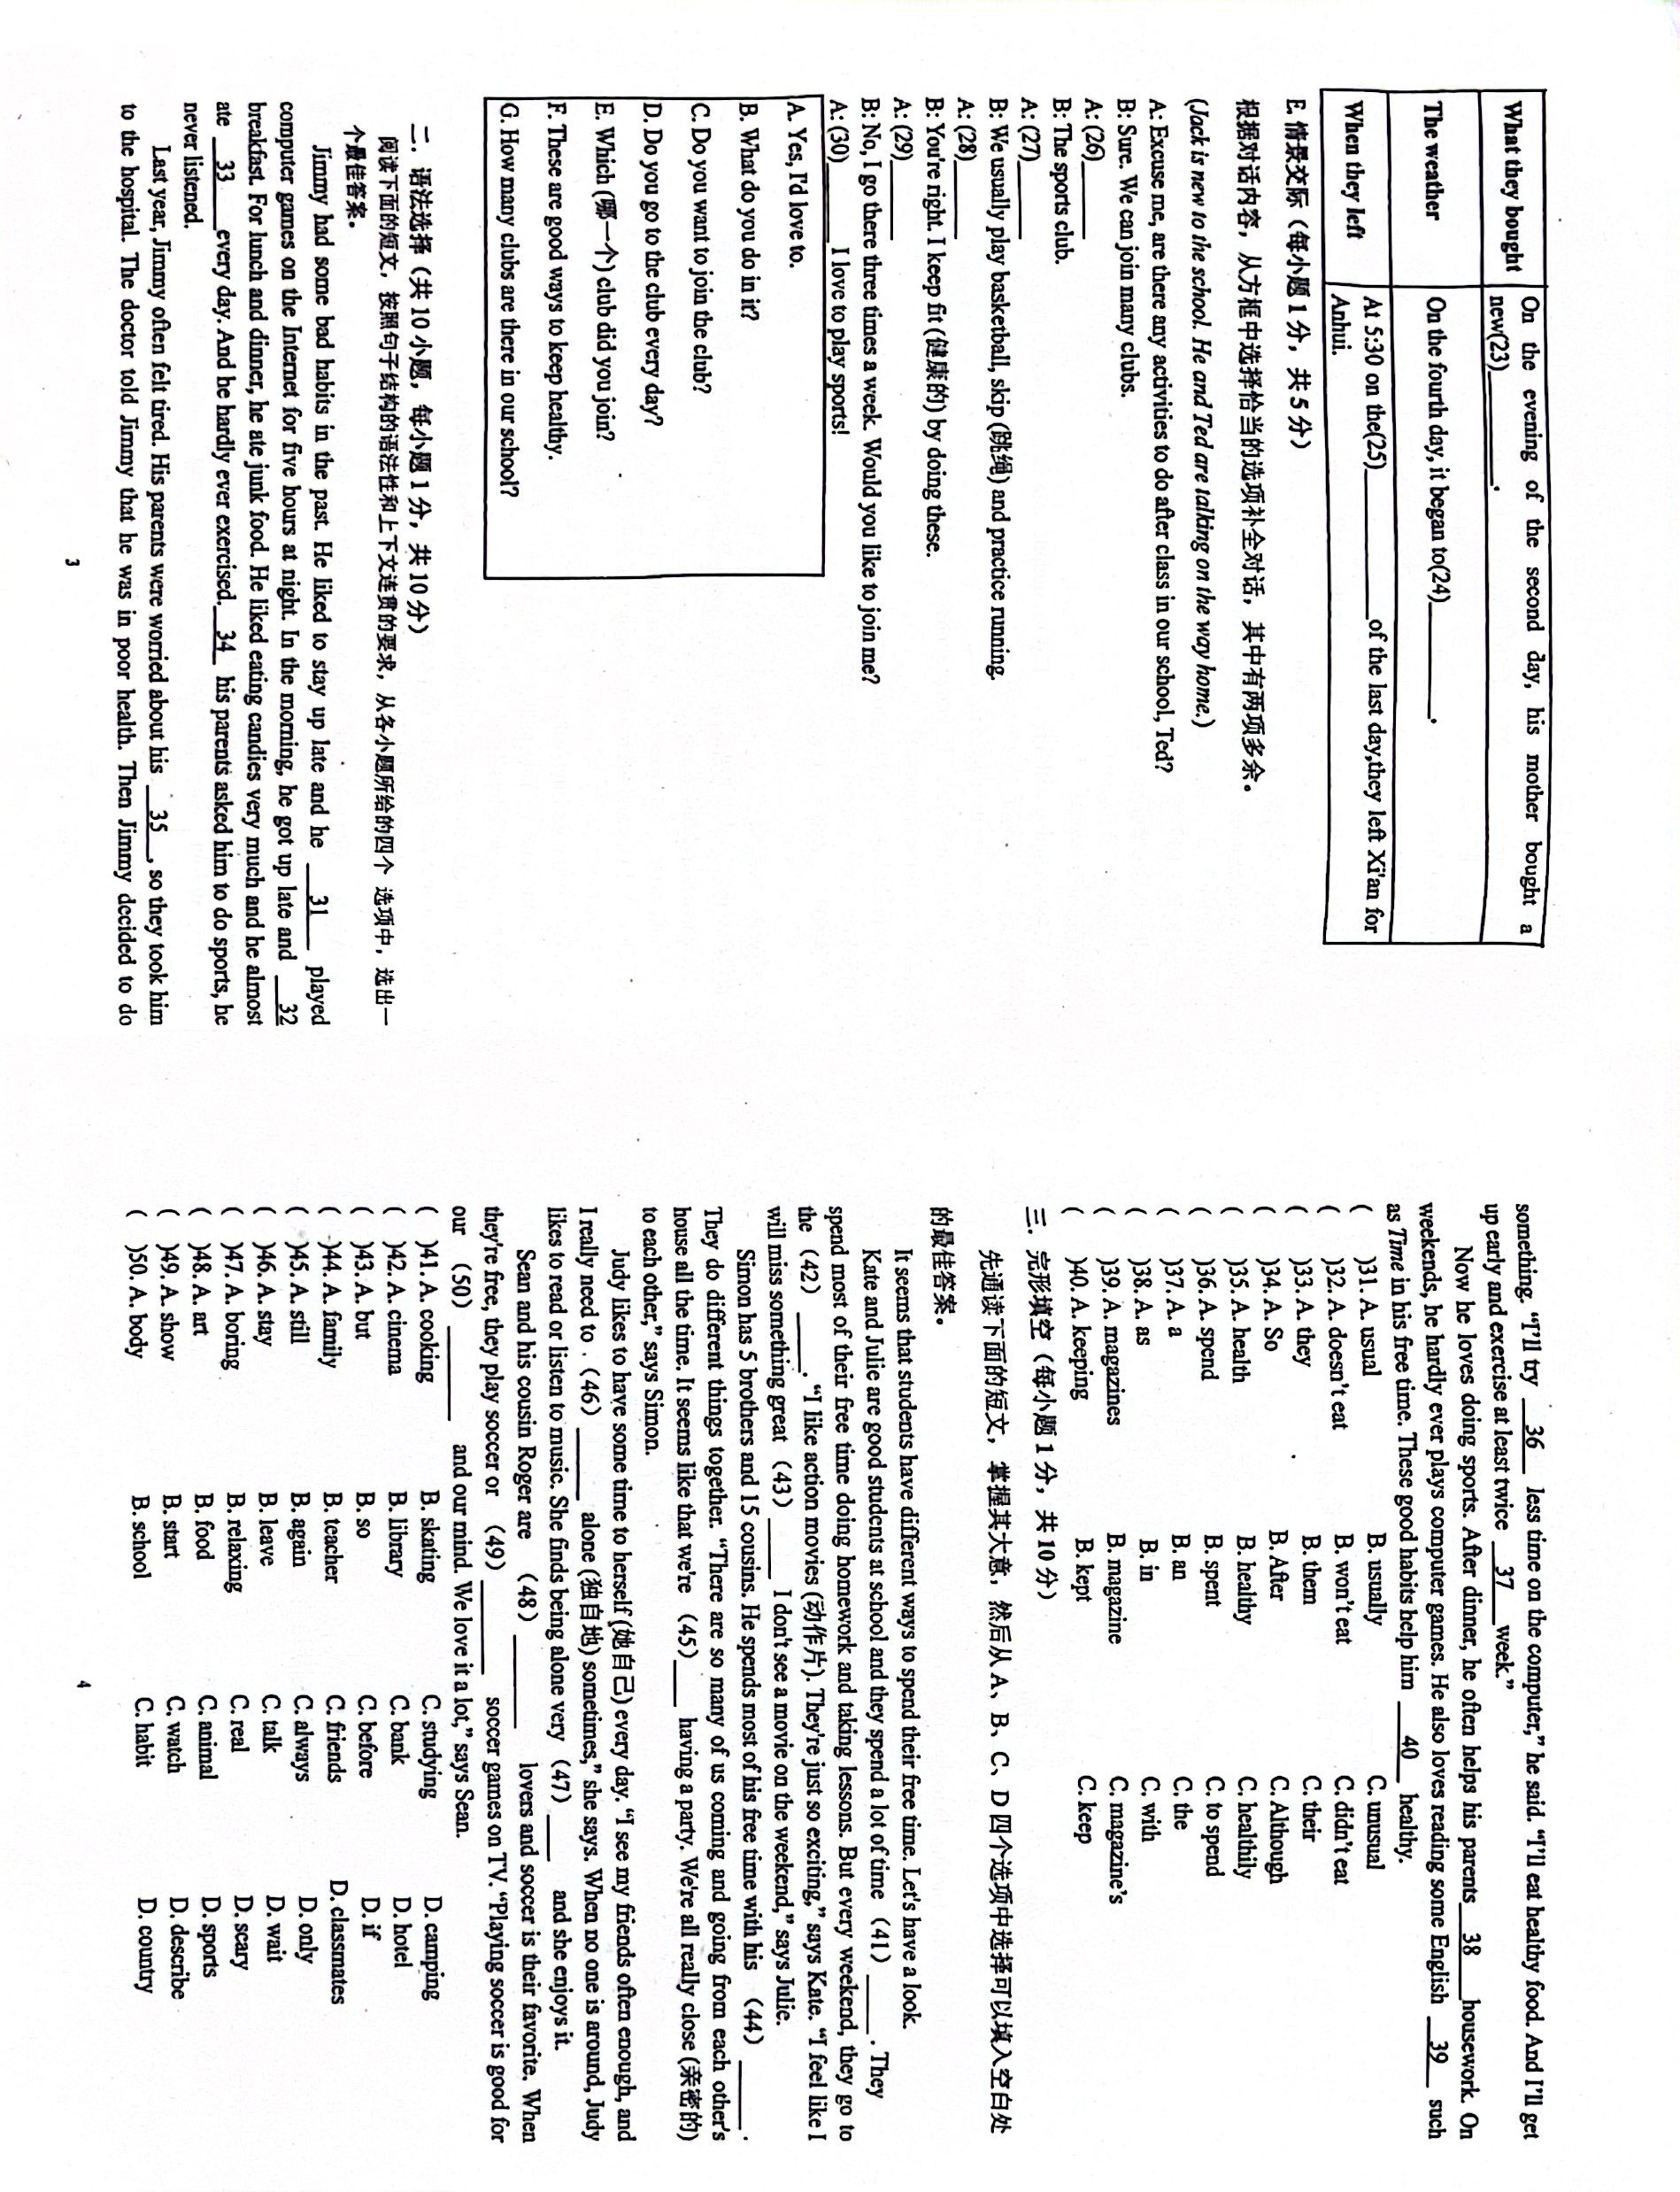 What they bought
On the evening of the second day, his mother bought a
new(23)________.
The weather
On the fourth day, it began to(24)________.
When they left
At 5:30 on the(25)________of the last day,they left Xi'an for
Anhui.
E. 情景交际（每小题 1 分，共 5 分）
根据对话内容，从方框中选择恰当的选项补全对话，其中有两项多余。
(Jack is new to the school. He and Ted are talking on the way home.)
A: Excuse me, are there any activities to do after class in our school, Ted?
B: Sure. We can join many clubs.
A: (26)________
B: The sports club.
A: (27)________
B: We usually play basketball, skip (跳绳) and practice running.
A: (28)________
B: You're right. I keep fit (健康的) by doing these.
A: (29)________
B: No, I go there three times a week. Would you like to join me?
A: (30)________ I love to play sports!
A. Yes, I'd love to.
B. What do you do in it?
C. Do you want to join the club?
D. Do you go to the club every day?
E. Which (哪一个) club did you join?
F. These are good ways to keep healthy.
G. How many clubs are there in our school?
二. 语法选择（共 10 小题，每小题 1 分，共 10 分）
阅读下面的短文，按照句子结构的语法性和上下文连贯的要求，从各小题所给的四个 选项中，选出一
个最佳答案。
Jimmy had some bad habits in the past. He liked to stay up late and he __31__ played
computer games on the Internet for five hours at night. In the morning, he got up late and __32
breakfast. For lunch and dinner, he ate junk food. He liked eating candies very much and he almost
ate __33__ every day. And he hardly ever exercised. __34__ his parents asked him to do sports, he
never listened.
Last year, Jimmy often felt tired. His parents were worried about his __35__, so they took him
to the hospital. The doctor told Jimmy that he was in poor health. Then Jimmy decided to do
3
something. “I'll try __36__ less time on the computer,” he said. “I'll eat healthy food. And I'll get
up early and exercise at least twice __37__ week.”
Now he loves doing sports. After dinner, he often helps his parents __38__ housework. On
weekends, he hardly ever plays computer games. He also loves reading some English __39__ such
as Time in his free time. These good habits help him __40__ healthy.
( )31. A. usual B. usually C. unusual
( )32. A. doesn't eat B. won't eat C. didn't eat
( )33. A. they B. them C. their
( )34. A. So B. After C. Although
( )35. A. health B. healthy C. healthily
( )36. A. spend B. spent C. to spend
( )37. A. a B. an C. the
( )38. A. as B. in C. with
( )39. A. magazines B. magazine C. magazine's
( )40. A. keeping B. kept C. keep
三. 完形填空（每小题 1 分，共 10 分）
先通读下面的短文，掌握其大意，然后从 A、B、C、D 四个选项中选择可以填入空白处
的最佳答案。
It seems that students have different ways to spend their free time. Let's have a look.
Kate and Julie are good students at school and they spend a lot of time （41）______. They
spend most of their free time doing homework and taking lessons. But every weekend, they go to
the （42）______. “I like action movies (动作片). They're just so exciting,” says Kate. “I feel like I
will miss something great （43）______ I don't see a movie on the weekend,” says Julie.
Simon has 5 brothers and 15 cousins. He spends most of his free time with his （44）______.
They do different things together. “There are so many of us coming and going from each other's
house all the time. It seems like that we're （45）____ having a party. We're all really close (亲密的)
to each other,” says Simon.
Judy likes to have some time to herself (她自己) every day. “I see my friends often enough, and
I really need to （46）______ alone (独自地) sometimes,” she says. When no one is around, Judy
likes to read or listen to music. She finds being alone very （47）____ and she enjoys it.
Sean and his cousin Roger are （48）________ lovers and soccer is their favorite. When
they're free, they play soccer or （49）________ soccer games on TV. “Playing soccer is good for
our （50）________ and our mind. We love it a lot,” says Sean.
( )41. A. cooking B. skating C. studying D. camping
( )42. A. cinema B. library C. bank D. hotel
( )43. A. but B. so C. before D. if
( )44. A. family B. teacher C. friends D. classmates
( )45. A. still B. again C. always D. only
( )46. A. stay B. leave C. talk D. wait
( )47. A. boring B. relaxing C. real D. scary
( )48. A. art B. food C. animal D. sports
( )49. A. show B. start C. watch D. describe
( )50. A. body B. school C. habit D. country
4